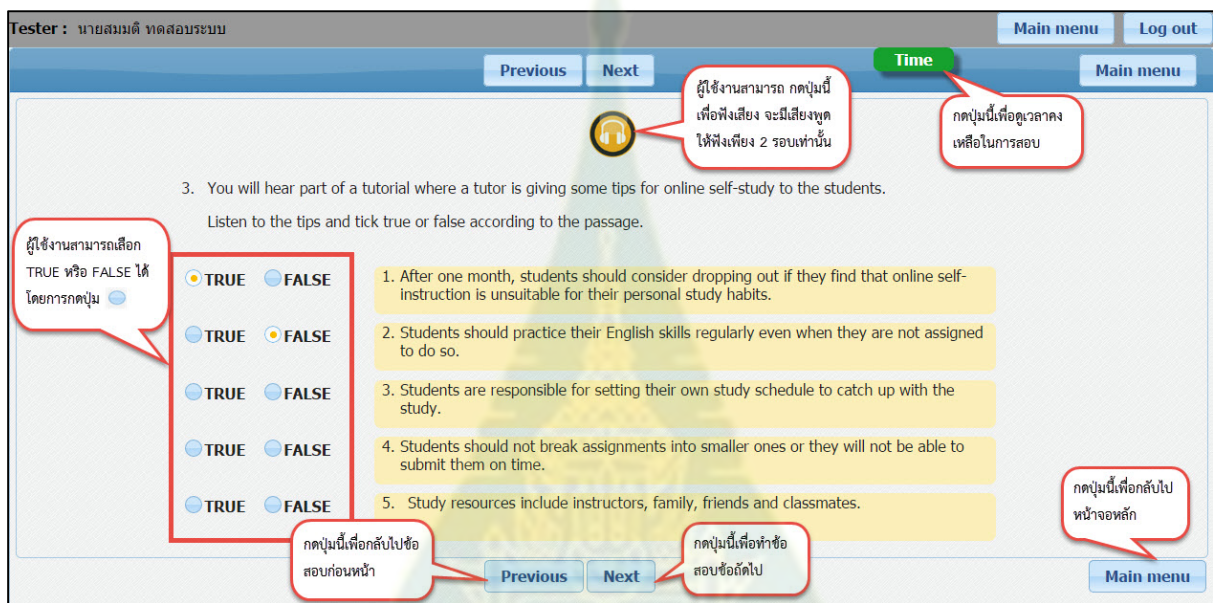 Tester : นายสมมติ ทดสอบระบบ
Main menu
Log out
Previous
Next
Time
Main menu
ผู้ใช้งานสามารถ กดปุ่มนี้
เพื่อฟังเสียง จะมีเสียงพูด
ให้ฟังเพียง 2 รอบเท่านั้น
กดปุ่มนี้เพื่อดูเวลาคง
เหลือในการสอบ
3. You will hear part of a tutorial where a tutor is giving some tips for online self-study to the students.
Listen to the tips and tick true or false according to the passage.
ผู้ใช้งานสามารถเลือก
TRUE หรือ FALSE ได้
โดยการกดปุ่ม
TRUE FALSE
1. After one month, students should consider dropping out if they find that online self-
instruction is unsuitable for their personal study habits.
TRUE FALSE
2. Students should practice their English skills regularly even when they are not assigned
to do so.
TRUE FALSE
3. Students are responsible for setting their own study schedule to catch up with the
study.
TRUE FALSE
4. Students should not break assignments into smaller ones or they will not be able to
submit them on time.
TRUE FALSE
5. Study resources include instructors, family, friends and classmates.
กดปุ่มนี้เพื่อกลับไปข้อ
สอบก่อนหน้า
กดปุ่มนี้เพื่อทำข้อ
สอบข้อถัดไป
กดปุ่มนี้เพื่อกลับไป
หน้าจอหลัก
Previous
Next
Main menu